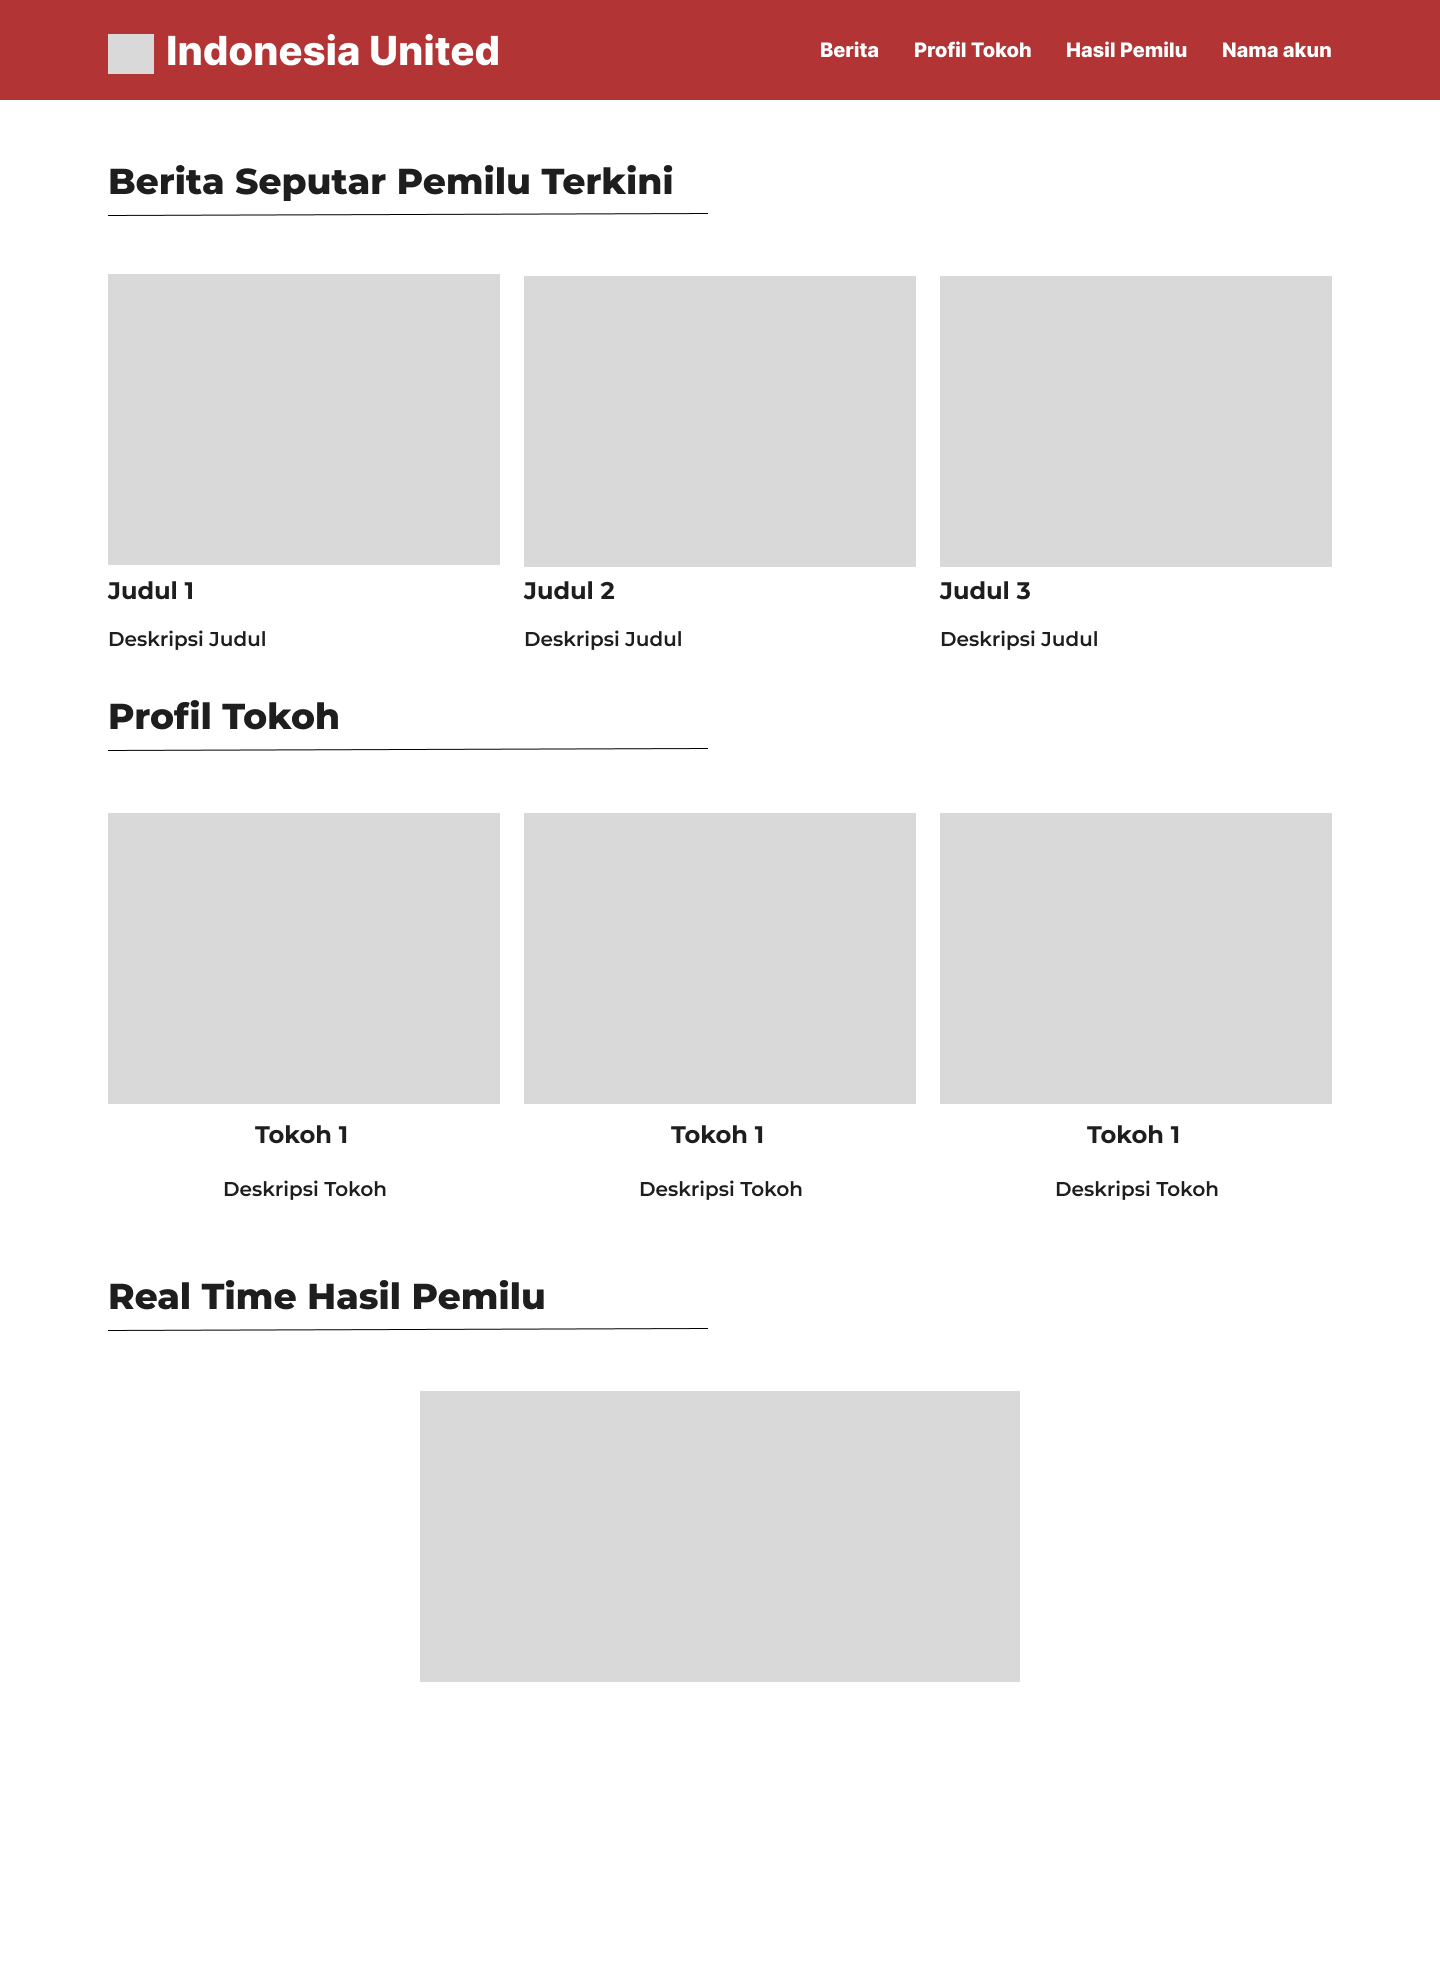 Indonesia United
Berita
Profil Tokoh
Hasil Pemilu
Nama akun
Berita Seputar Pemilu Terkini
Judul 1
Judul 2
Judul 3
Deskripsi Judul
Deskripsi Judul
Deskripsi Judul
Profil Tokoh
Tokoh 1
Tokoh 1
Tokoh 1
Deskripsi Tokoh
Deskripsi Tokoh
Deskripsi Tokoh
Real Time Hasil Pemilu